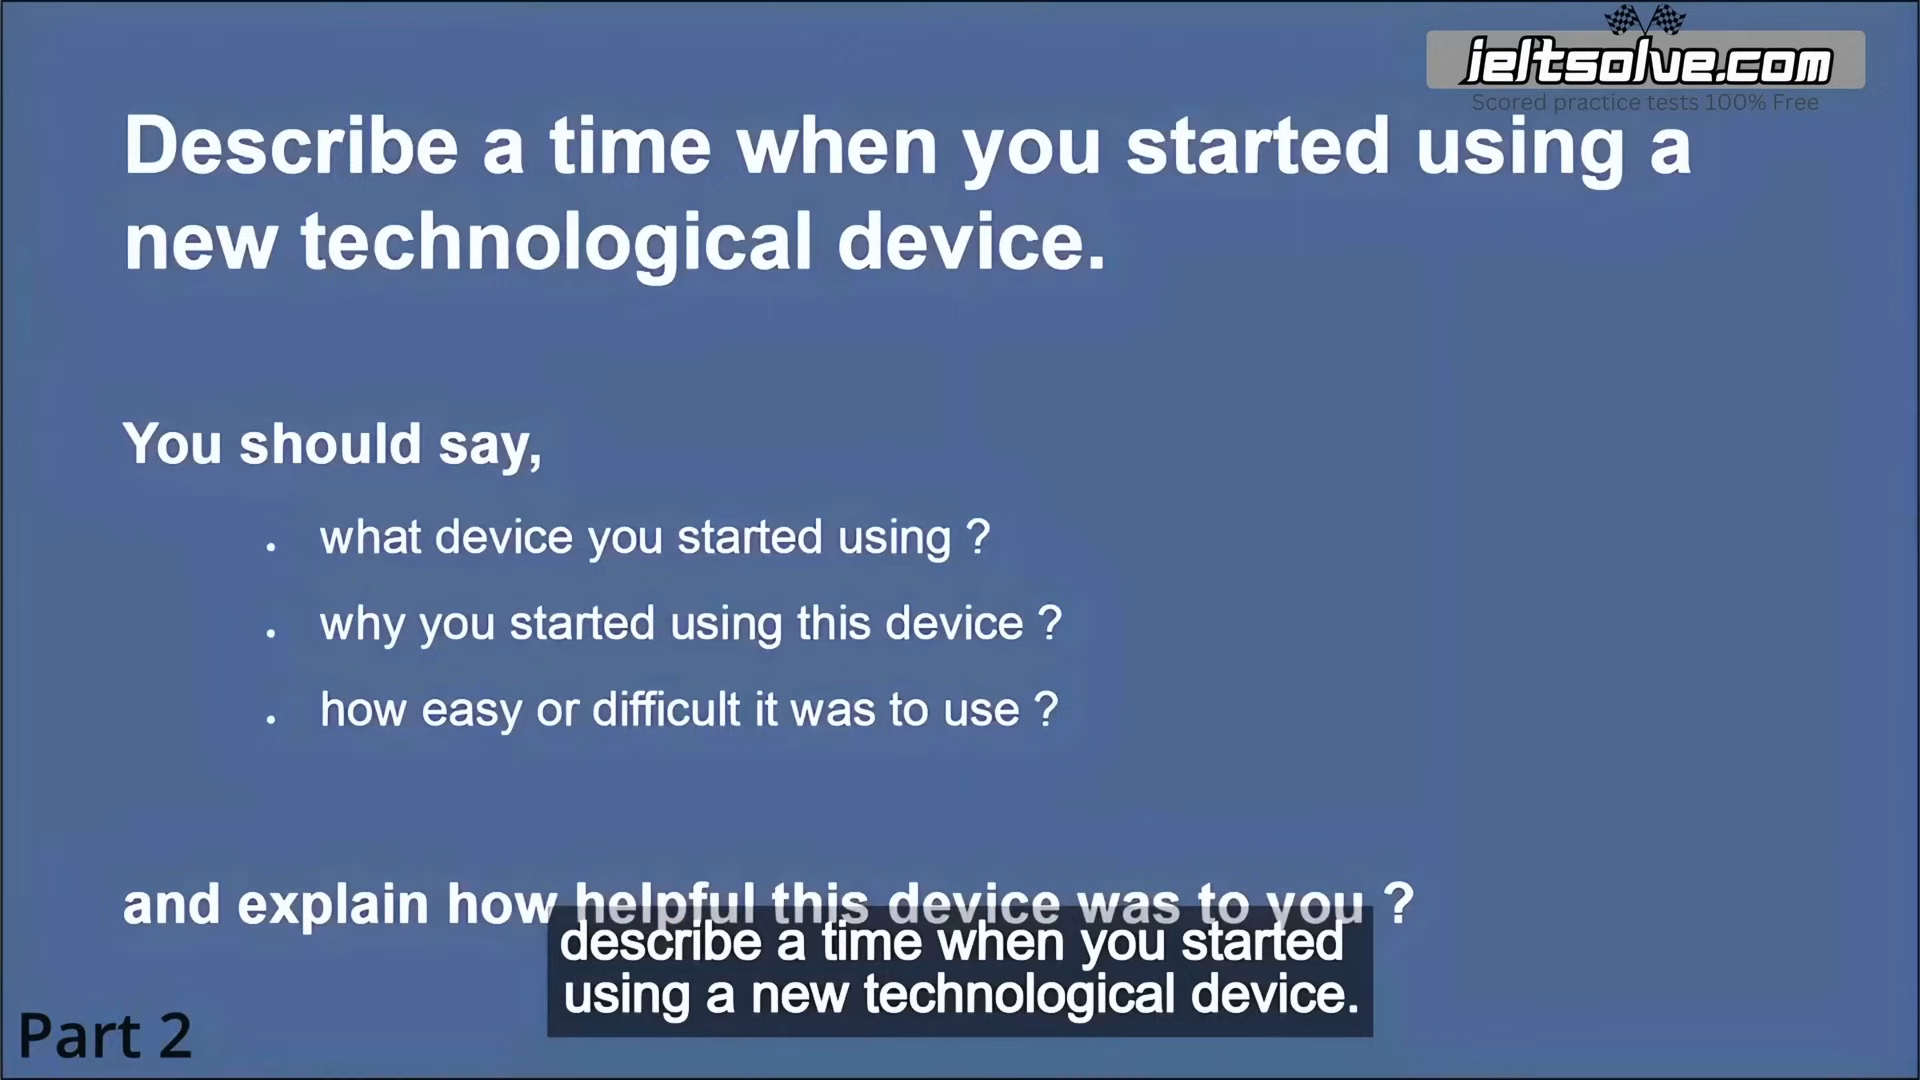 ieltsolve.com
Scored practice tests 100% Free
Describe a time when you started using a
new technological device.
You should say,
• what device you started using ?
• why you started using this device ?
• how easy or difficult it was to use ?
and explain how helpful this device was to you ?
describe a time when you started
using a new technological device.
Part 2